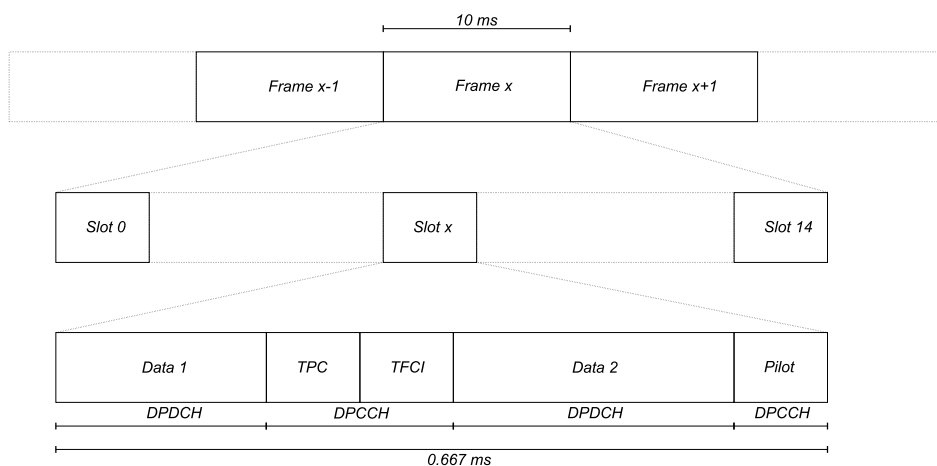 10 ms
Frame x-1
Frame x
Frame x+1
Slot 0
Slot x
Slot 14
Data 1
TPC
TFCI
Data 2
Pilot
DPDCH
DPCCH
DPDCH
DPCCH
0.667 ms